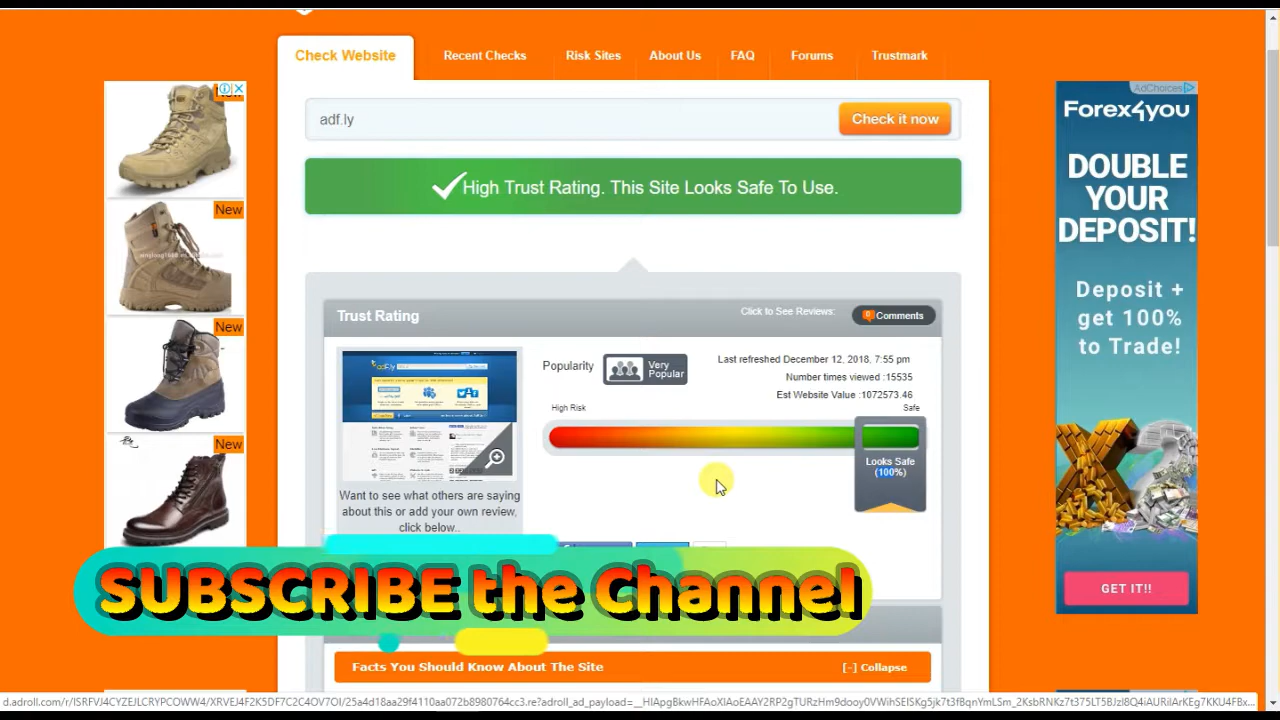 Check Website
Recent Checks
Risk Sites
About Us
FAQ
Forums
Trustmark
adf.ly
Check it now
High Trust Rating. This Site Looks Safe To Use.
Trust Rating
Click to See Reviews:
0 Comments
Popularity
Very
Popular
Last refreshed December 12, 2018, 7:55 pm
Number times viewed :15535
Est Website Value :1072573.46
High Risk
Safe
Looks Safe
(100%)
Want to see what others are saying
about this or add your own review,
click below..
SUBSCRIBE the Channel
Facts You Should Know About The Site
[-] Collapse
New
New
New
New
AdChoices
Forex4you
DOUBLE
YOUR
DEPOSIT!
Deposit +
get 100%
to Trade!
X2
GET IT!!